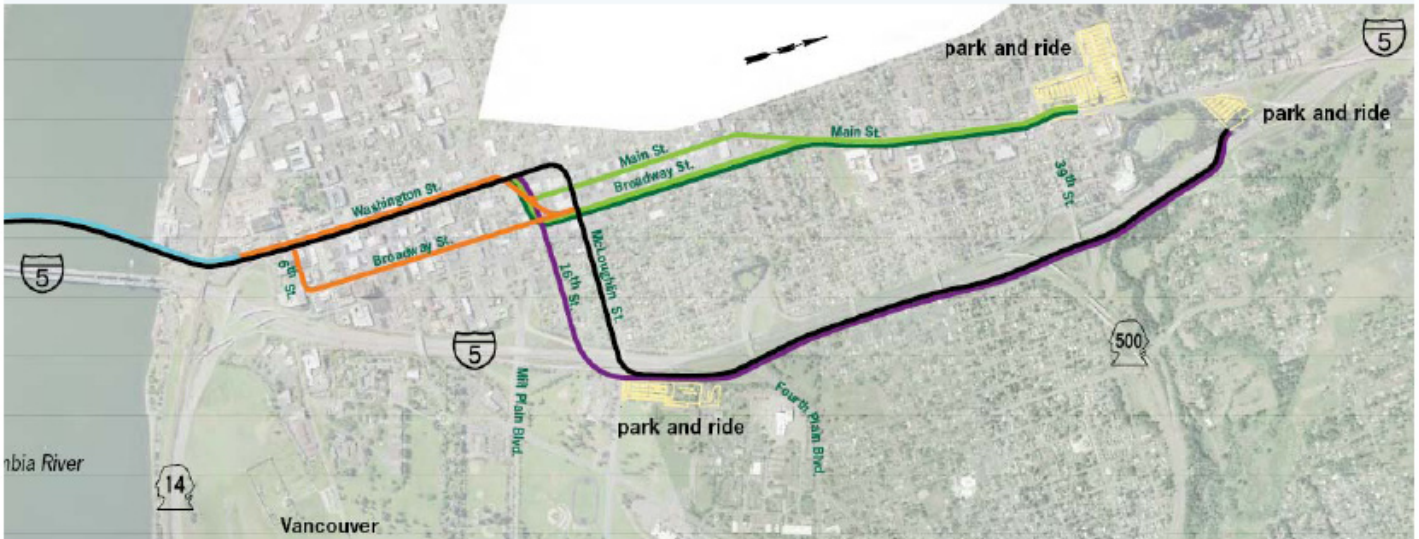 5
park and ride
park and ride
Main St.
Main St.
Broadway St.
39th St.
Washington St.
Broadway St.
6th St.
16th St.
McLoughlin St.
5
5
500
Mill Plain Blvd.
Fourth Plain Blvd.
park and ride
mbia River
14
Vancouver